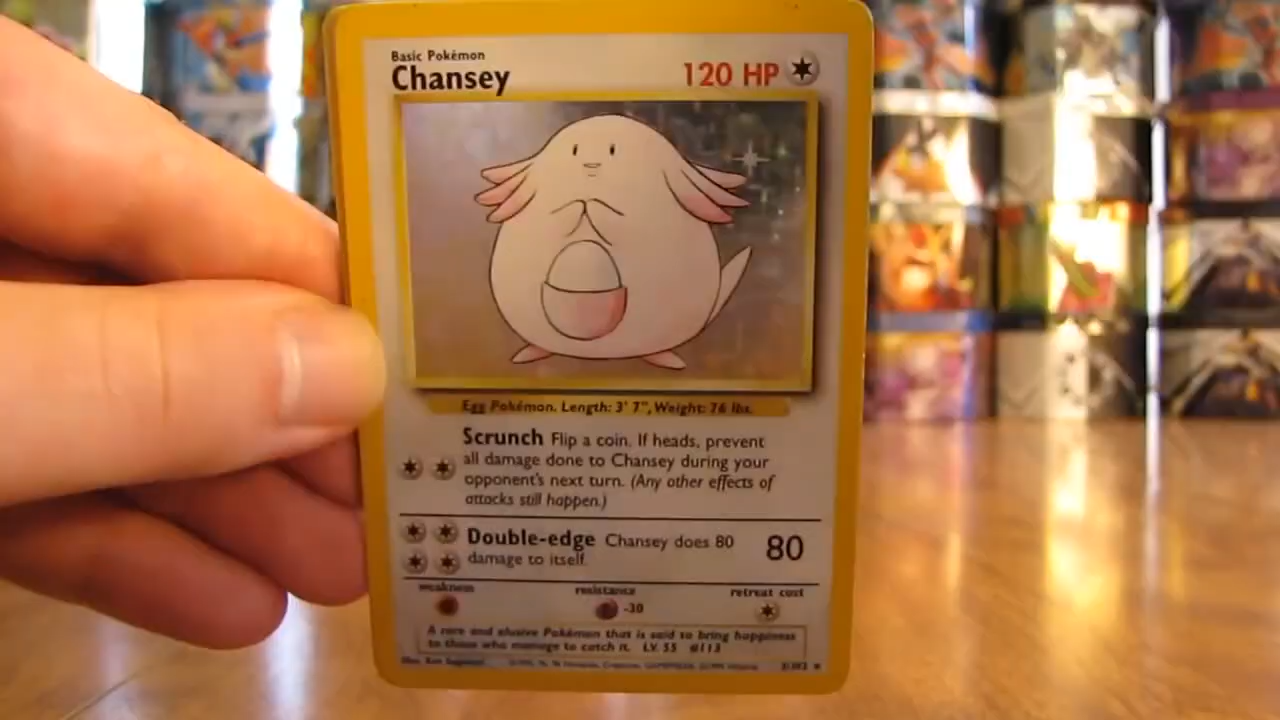 Basic Pokémon
Chansey
120 HP
Egg Pokémon. Length: 3' 7", Weight: 76 lbs.
Scrunch Flip a coin. If heads, prevent
all damage done to Chansey during your
opponent's next turn. (Any other effects of
attacks still happen.)
Double-edge Chansey does 80
damage to itself.
80
weakness
resistance
retreat cost
-30
A rare and elusive Pokémon that is said to bring happiness
to those who manage to catch it. LV. 55 #113